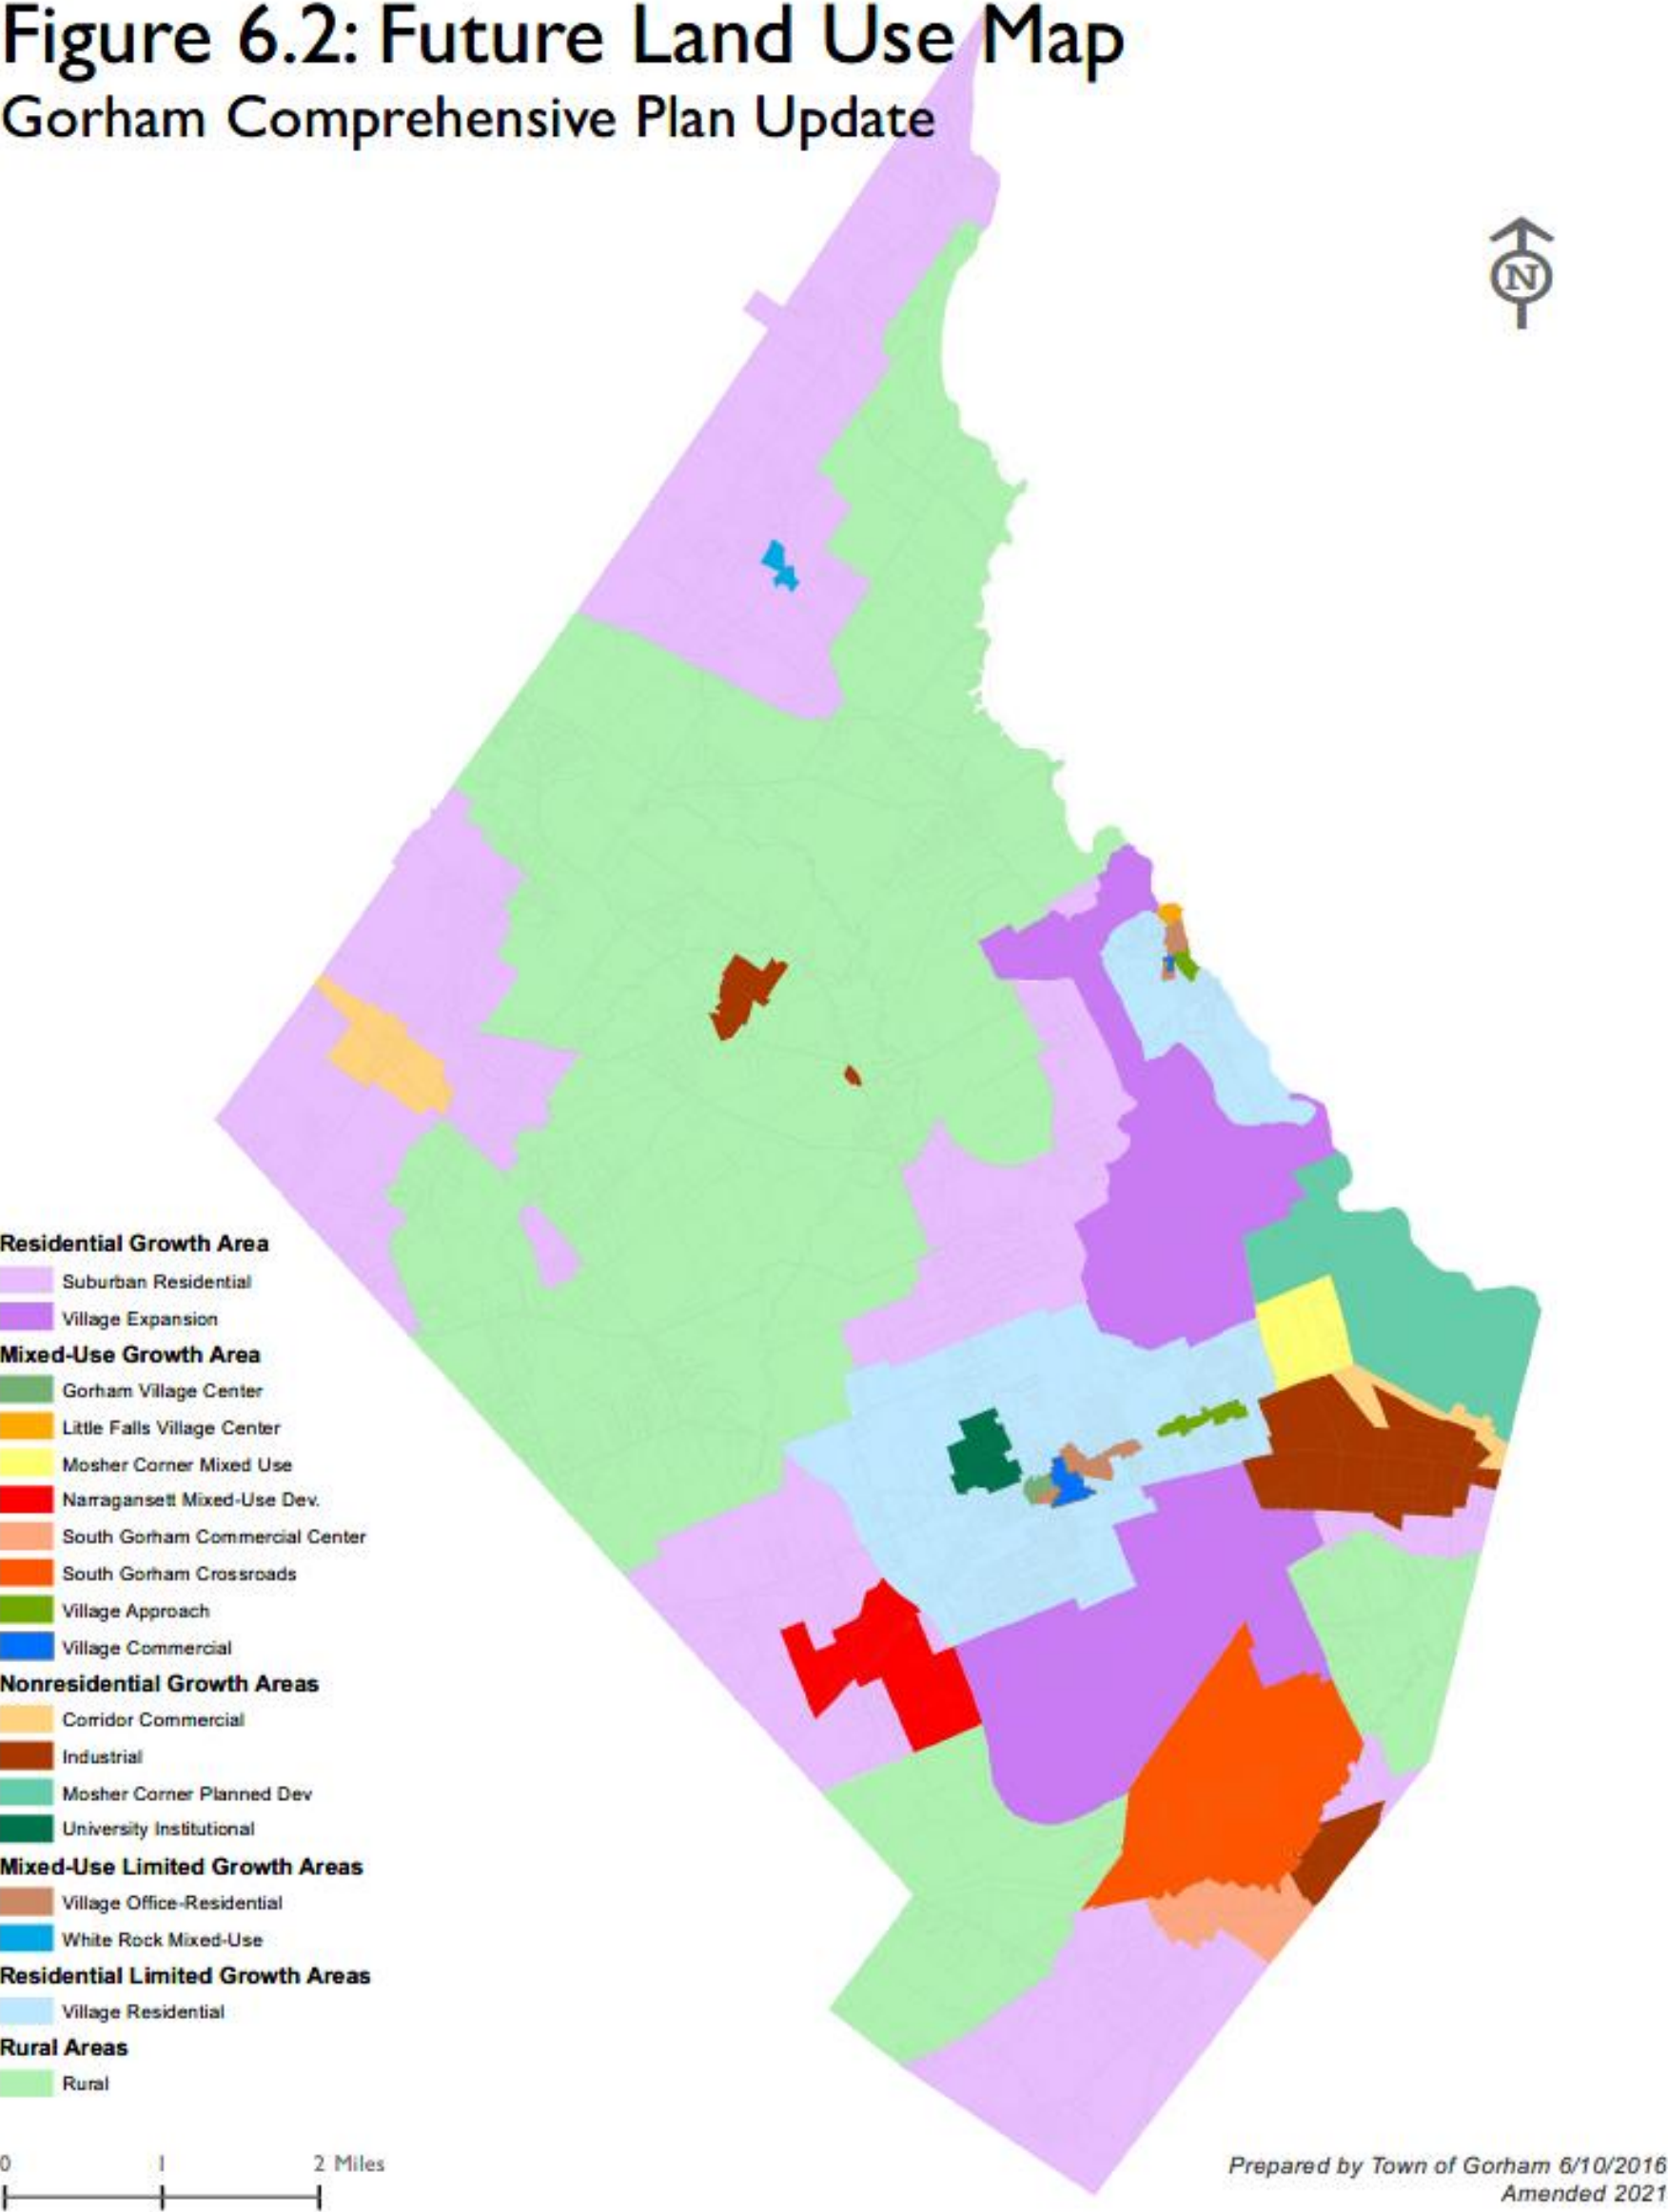 Figure 6.2: Future Land Use Map
Gorham Comprehensive Plan Update
N
Residential Growth Area
Suburban Residential
Village Expansion
Mixed-Use Growth Area
Gorham Village Center
Little Falls Village Center
Mosher Corner Mixed Use
Narragansett Mixed-Use Dev.
South Gorham Commercial Center
South Gorham Crossroads
Village Approach
Village Commercial
Nonresidential Growth Areas
Corridor Commercial
Industrial
Mosher Corner Planned Dev
University Institutional
Mixed-Use Limited Growth Areas
Village Office-Residential
White Rock Mixed-Use
Residential Limited Growth Areas
Village Residential
Rural Areas
Rural
0 1 2 Miles
Prepared by Town of Gorham 6/10/2016
Amended 2021